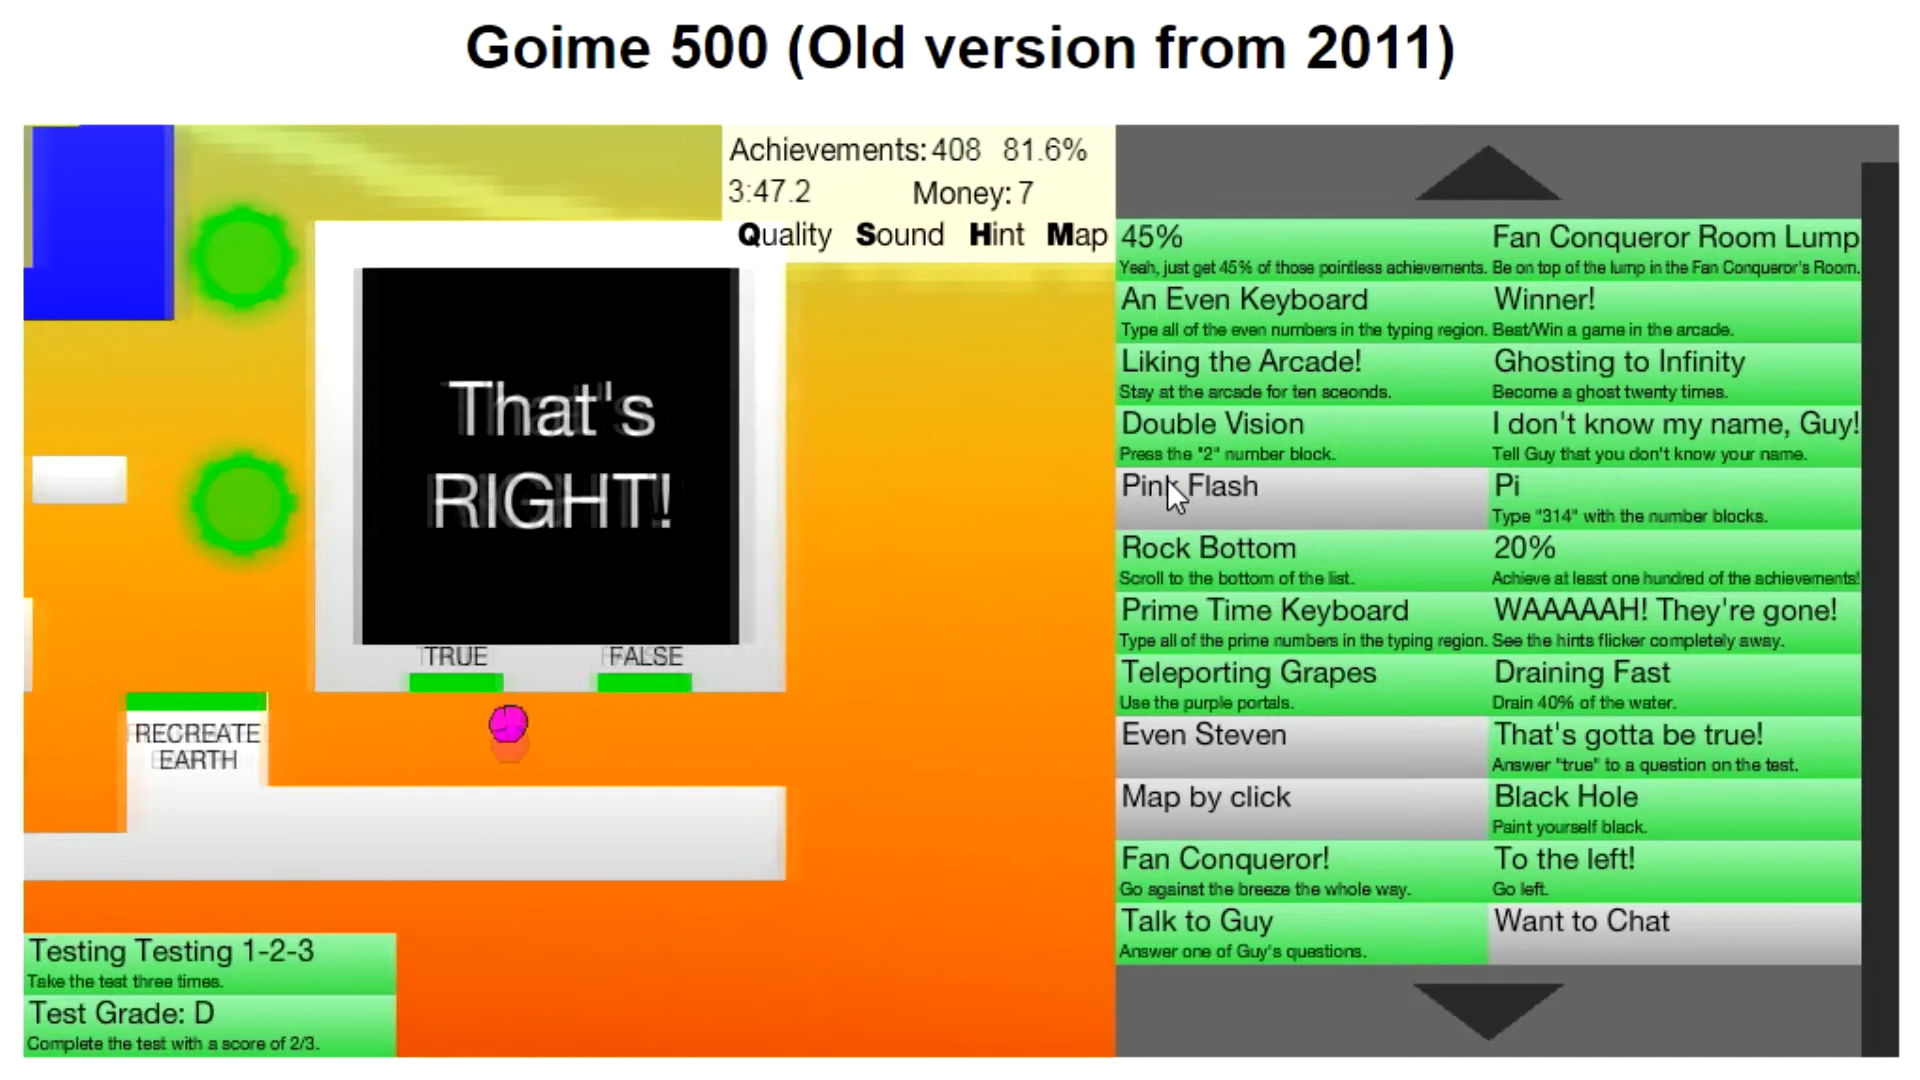 Goime 500 (Old version from 2011)
Achievements: 408 81.6%
3:47.2 Money: 7
Quality Sound Hint Map
That's
RIGHT!
TRUE FALSE
RECREATE
EARTH
Testing Testing 1-2-3
Take the test three times.
Test Grade: D
Complete the test with a score of 2/3.
45%
Yeah, just get 45% of those pointless achievements.
Fan Conqueror Room Lump
Be on top of the lump in the Fan Conqueror's Room.
An Even Keyboard
Type all of the even numbers in the typing region.
Winner!
Beat/Win a game in the arcade.
Liking the Arcade!
Stay at the arcade for ten sceonds.
Ghosting to Infinity
Become a ghost twenty times.
Double Vision
Press the "2" number block.
I don't know my name, Guy!
Tell Guy that you don't know your name.
Pink Flash
Pi
Type "314" with the number blocks.
Rock Bottom
Scroll to the bottom of the list.
20%
Achieve at least one hundred of the achievements!
Prime Time Keyboard
Type all of the prime numbers in the typing region.
WAAAAAH! They're gone!
See the hints flicker completely away.
Teleporting Grapes
Use the purple portals.
Draining Fast
Drain 40% of the water.
Even Steven
That's gotta be true!
Answer "true" to a question on the test.
Map by click
Black Hole
Paint yourself black.
Fan Conqueror!
Go against the breeze the whole way.
To the left!
Go left.
Talk to Guy
Answer one of Guy's questions.
Want to Chat